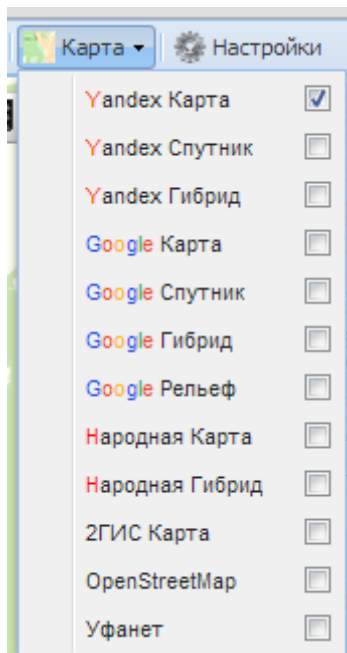 Карта Настройки
Yandex Карта
Yandex Спутник
Yandex Гибрид
Google Карта
Google Спутник
Google Гибрид
Google Рельеф
Народная Карта
Народная Гибрид
2ГИС Карта
OpenStreetMap
Уфанет